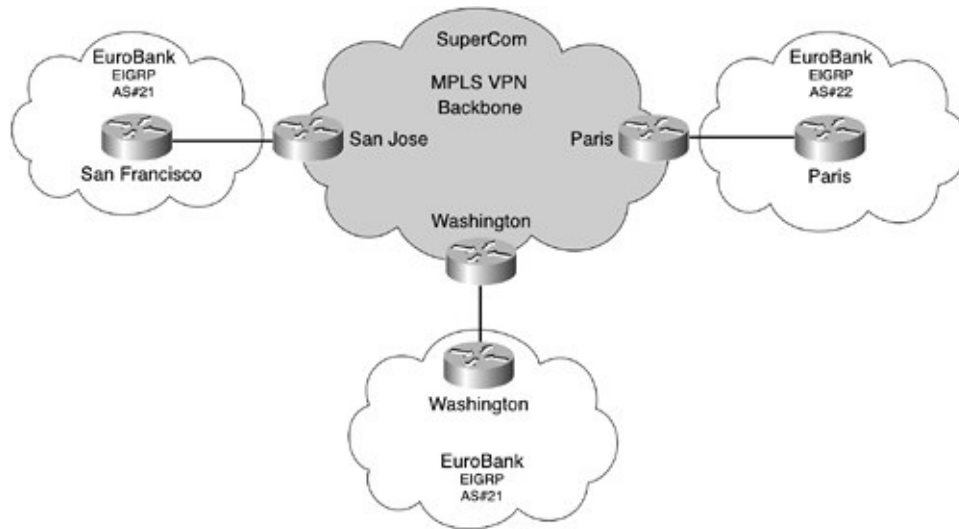 EuroBank
EIGRP
AS#21
San Francisco
San Jose
SuperCom
MPLS VPN
Backbone
Paris
EuroBank
EIGRP
AS#22
Paris
Washington
Washington
EuroBank
EIGRP
AS#21